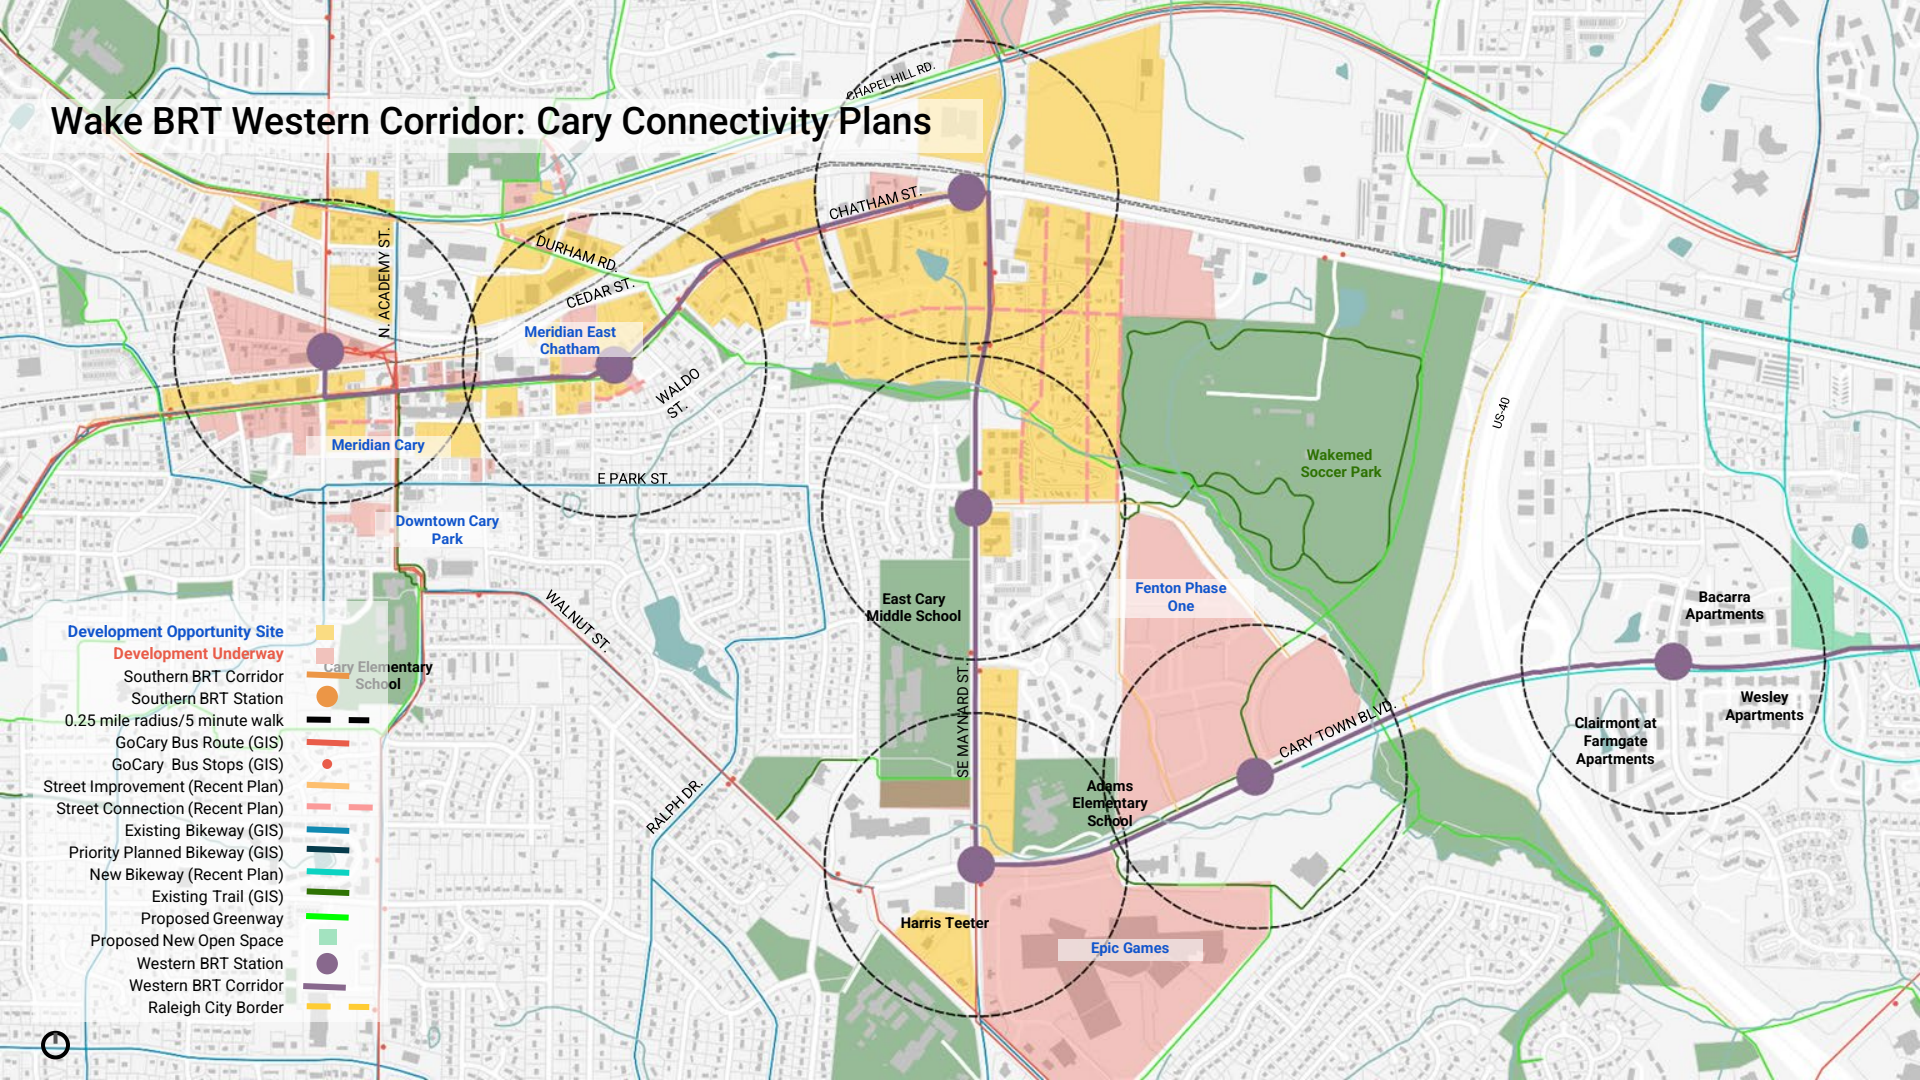 Wake BRT Western Corridor: Cary Connectivity Plans
CHAPEL HILL RD.
CHATHAM ST.
N. ACADEMY ST.
DURHAM RD.
CEDAR ST.
Meridian East
Chatham
WALDO
ST.
Meridian Cary
E PARK ST.
Downtown Cary
Park
US-40
Wakemed
Soccer Park
East Cary
Middle School
Fenton Phase
One
WALNUT ST.
SE MAYNARD ST.
CARY TOWN BLVD.
Bacarra
Apartments
Wesley
Apartments
Clairmont at
Farmgate
Apartments
Adams
Elementary
School
RALPH DR.
Harris Teeter
Epic Games
Cary Elementary
School
Development Opportunity Site
Development Underway
Southern BRT Corridor
Southern BRT Station
0.25 mile radius/5 minute walk
GoCary Bus Route (GIS)
GoCary Bus Stops (GIS)
Street Improvement (Recent Plan)
Street Connection (Recent Plan)
Existing Bikeway (GIS)
Priority Planned Bikeway (GIS)
New Bikeway (Recent Plan)
Existing Trail (GIS)
Proposed Greenway
Proposed New Open Space
Western BRT Station
Western BRT Corridor
Raleigh City Border